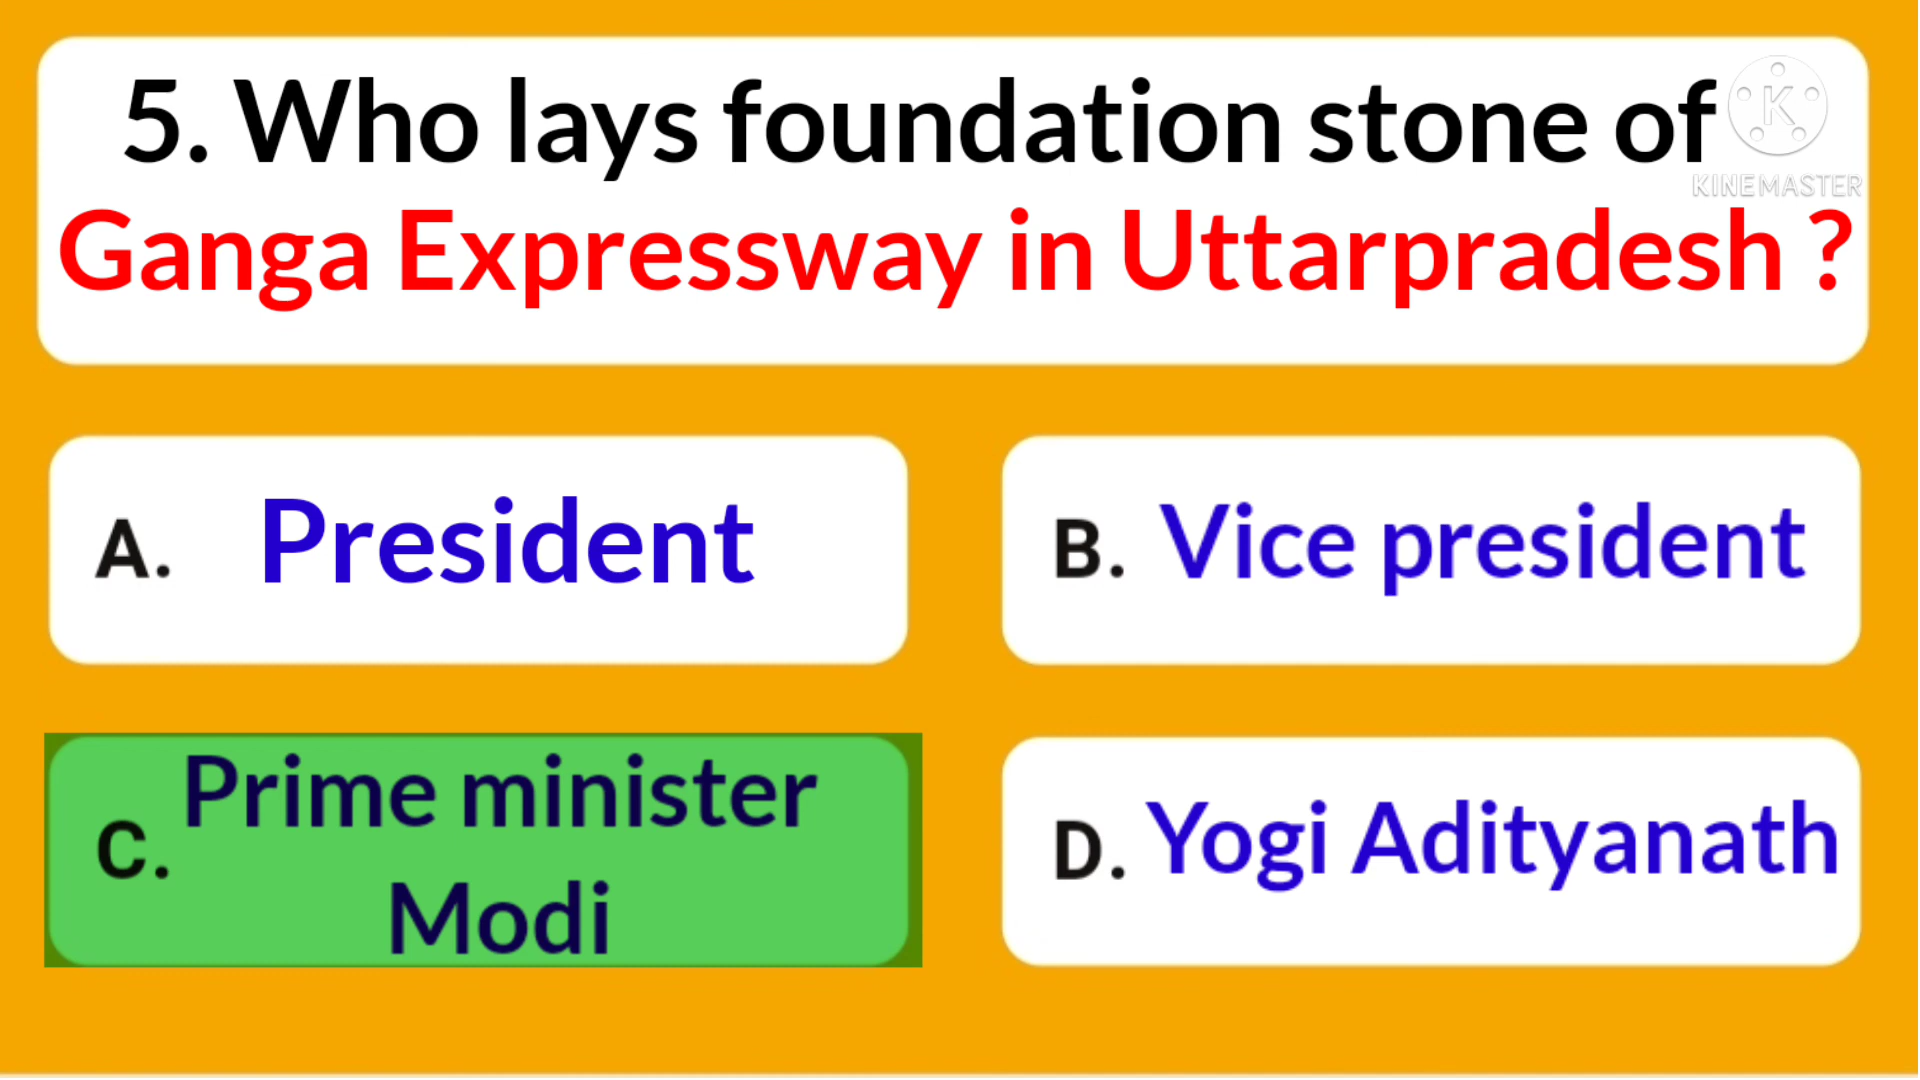 5. Who lays foundation stone of
K
KINEMASTER
Ganga Expressway in Uttarpradesh ?
A. President
B. Vice president
C. Prime minister
Modi
D. Yogi Adityanath